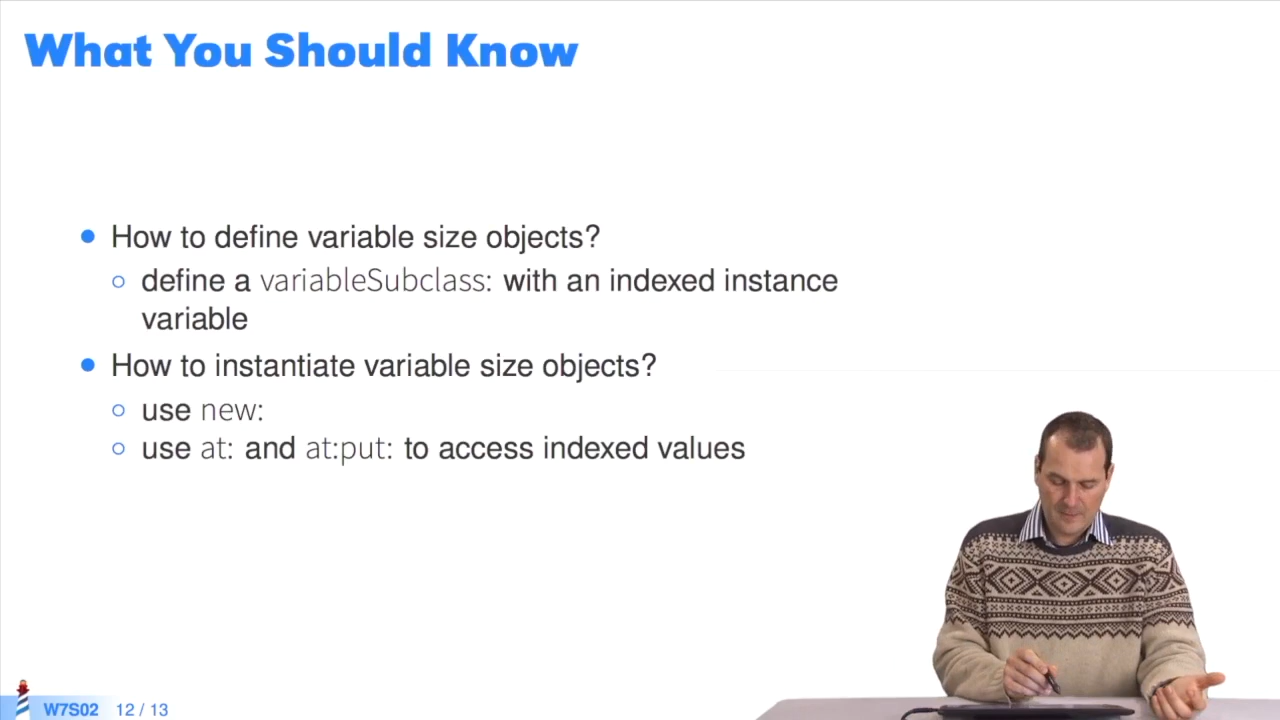 What You Should Know
● How to define variable size objects?
○ define a variableSubclass: with an indexed instance
variable
● How to instantiate variable size objects?
○ use new:
○ use at: and at:put: to access indexed values
W7S02 12 / 13